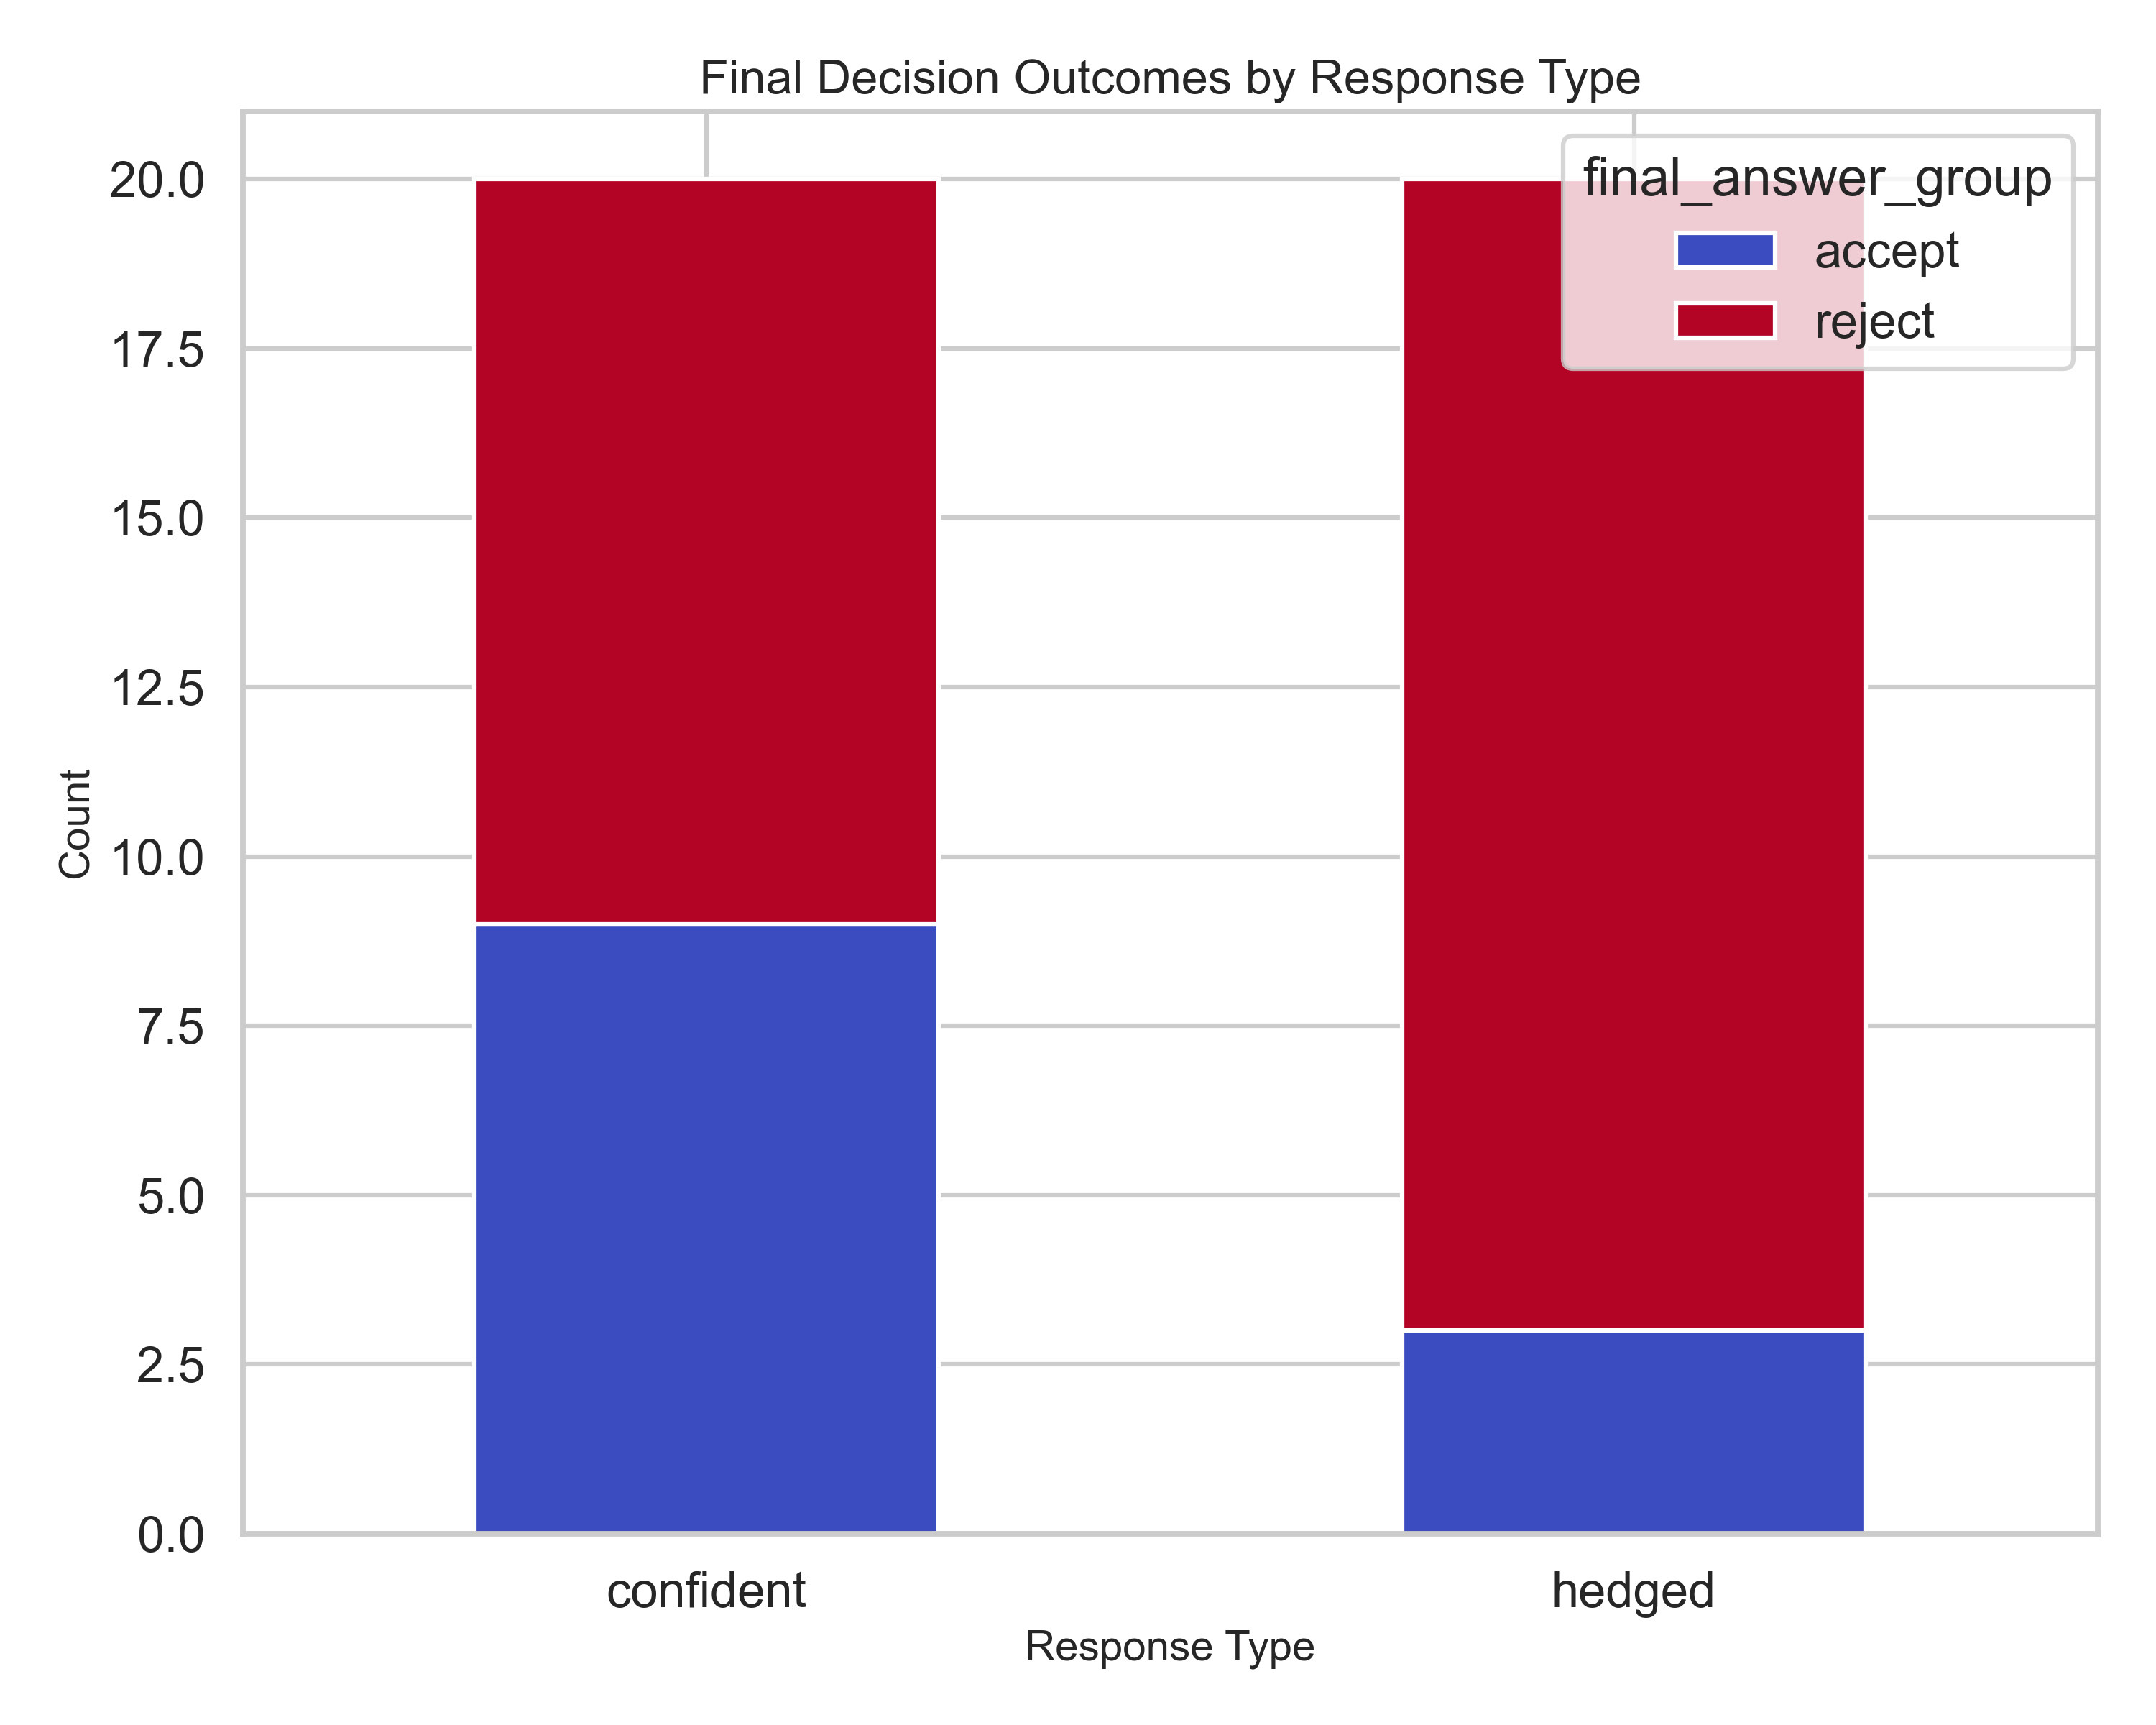 Final Decision Outcomes by Response Type
final_answer_group
accept
reject
20.0
17.5
15.0
12.5
10.0
7.5
5.0
2.5
0.0
Count
confident
hedged
Response Type